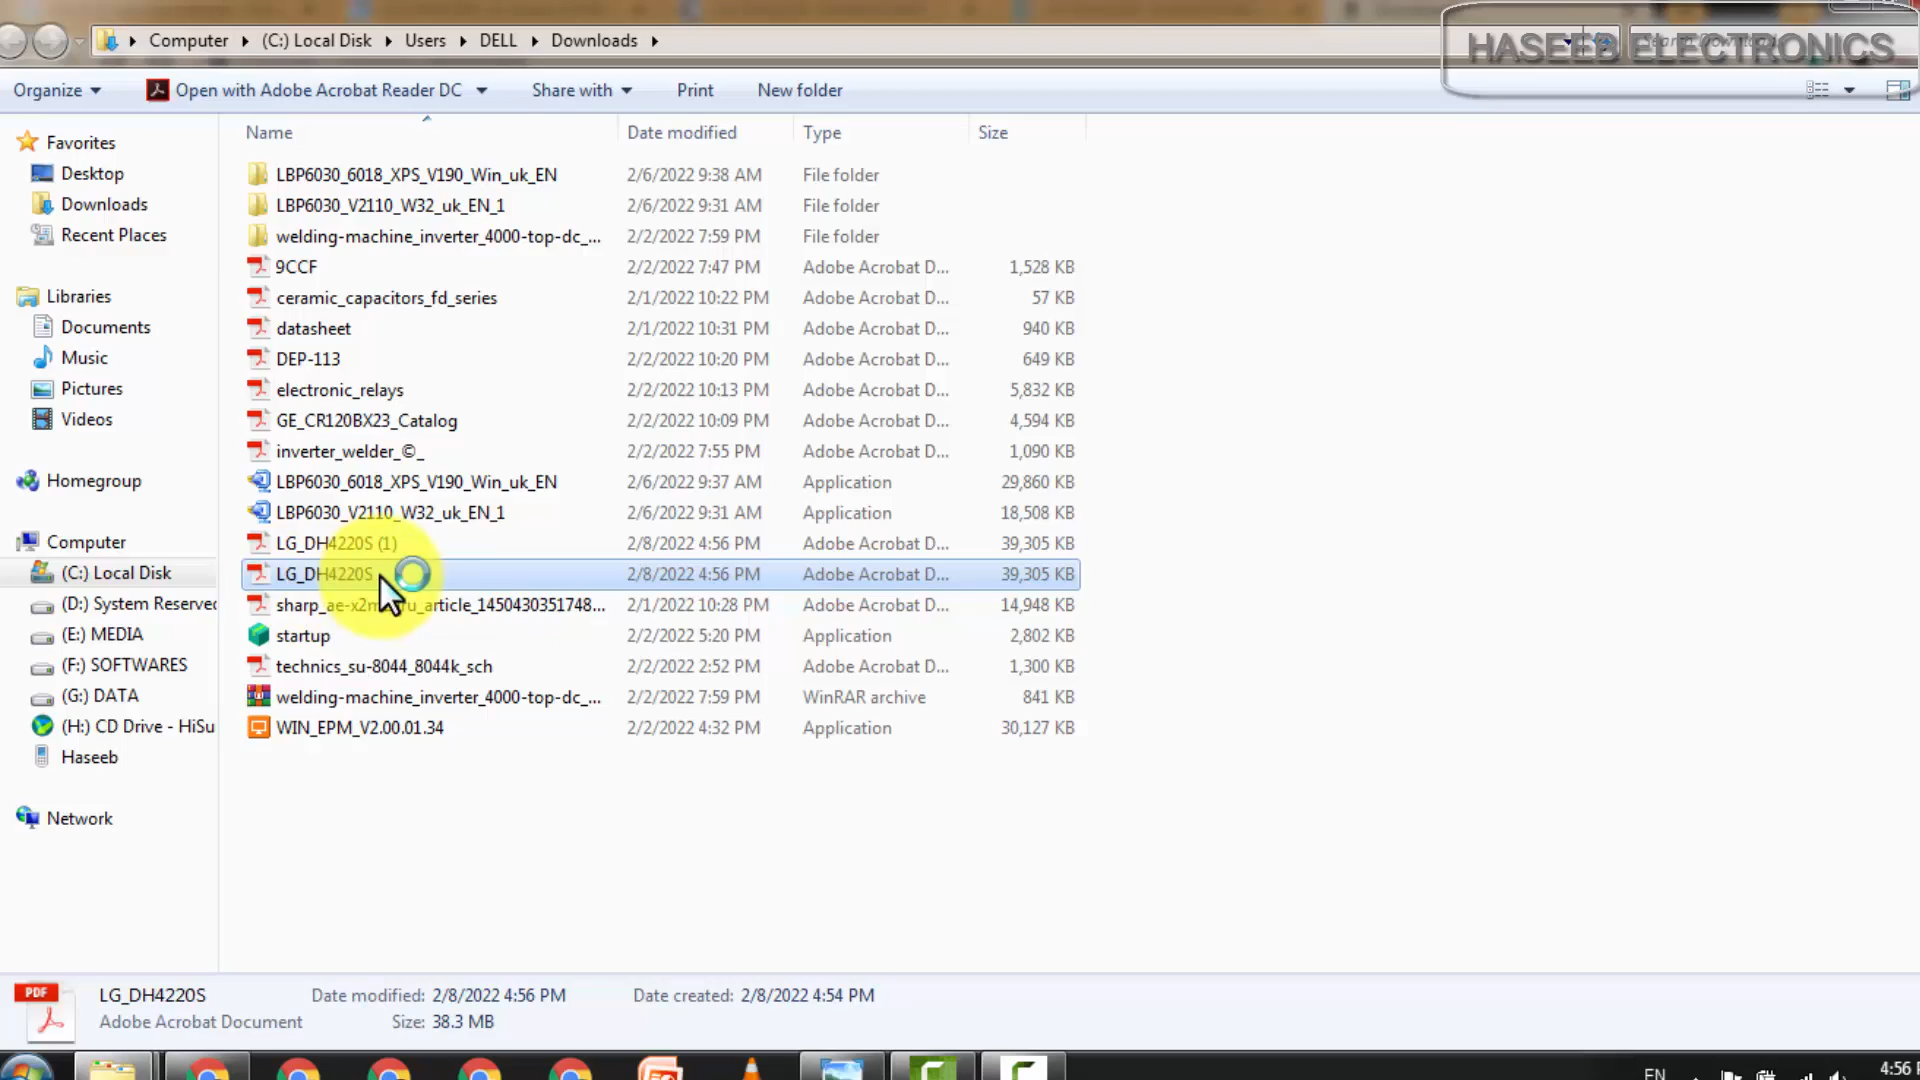 Computer (C:) Local Disk Users DELL Downloads
HASEEB ELECTRONICS
Organize Open with Adobe Acrobat Reader DC Share with Print New folder
Name Date modified Type Size
Favorites
Desktop
Downloads
Recent Places
Libraries
Documents
Music
Pictures
Videos
Homegroup
Computer
(C:) Local Disk
(D:) System Reserved
(E:) MEDIA
(F:) SOFTWARES
(G:) DATA
(H:) CD Drive - HiSu
Haseeb
Network
LBP6030_6018_XPS_V190_Win_uk_EN 2/6/2022 9:38 AM File folder
LBP6030_V2110_W32_uk_EN_1 2/6/2022 9:31 AM File folder
welding-machine_inverter_4000-top-dc_... 2/2/2022 7:59 PM File folder
9CCF 2/2/2022 7:47 PM Adobe Acrobat D... 1,528 KB
ceramic_capacitors_fd_series 2/1/2022 10:22 PM Adobe Acrobat D... 57 KB
datasheet 2/1/2022 10:31 PM Adobe Acrobat D... 940 KB
DEP-113 2/2/2022 10:20 PM Adobe Acrobat D... 649 KB
electronic_relays 2/2/2022 10:13 PM Adobe Acrobat D... 5,832 KB
GE_CR120BX23_Catalog 2/2/2022 10:09 PM Adobe Acrobat D... 4,594 KB
inverter_welder_©_ 2/2/2022 7:55 PM Adobe Acrobat D... 1,090 KB
LBP6030_6018_XPS_V190_Win_uk_EN 2/6/2022 9:37 AM Application 29,860 KB
LBP6030_V2110_W32_uk_EN_1 2/6/2022 9:31 AM Application 18,508 KB
LG_DH4220S (1) 2/8/2022 4:56 PM Adobe Acrobat D... 39,305 KB
LG_DH4220S 2/8/2022 4:56 PM Adobe Acrobat D... 39,305 KB
2/1/2022 10:28 PM Adobe Acrobat D... 14,948 KB
startup 2/2/2022 5:20 PM Application 2,802 KB
technics_su-8044_8044k_sch 2/2/2022 2:52 PM Adobe Acrobat D... 1,300 KB
welding-machine_inverter_4000-top-dc_... 2/2/2022 7:59 PM WinRAR archive 841 KB
WIN_EPM_V2.00.01.34 2/2/2022 4:32 PM Application 30,127 KB
PDF
LG_DH4220S Date modified: 2/8/2022 4:56 PM Date created: 2/8/2022 4:54 PM
Adobe Acrobat Document Size: 38.3 MB
EN 4:56 P